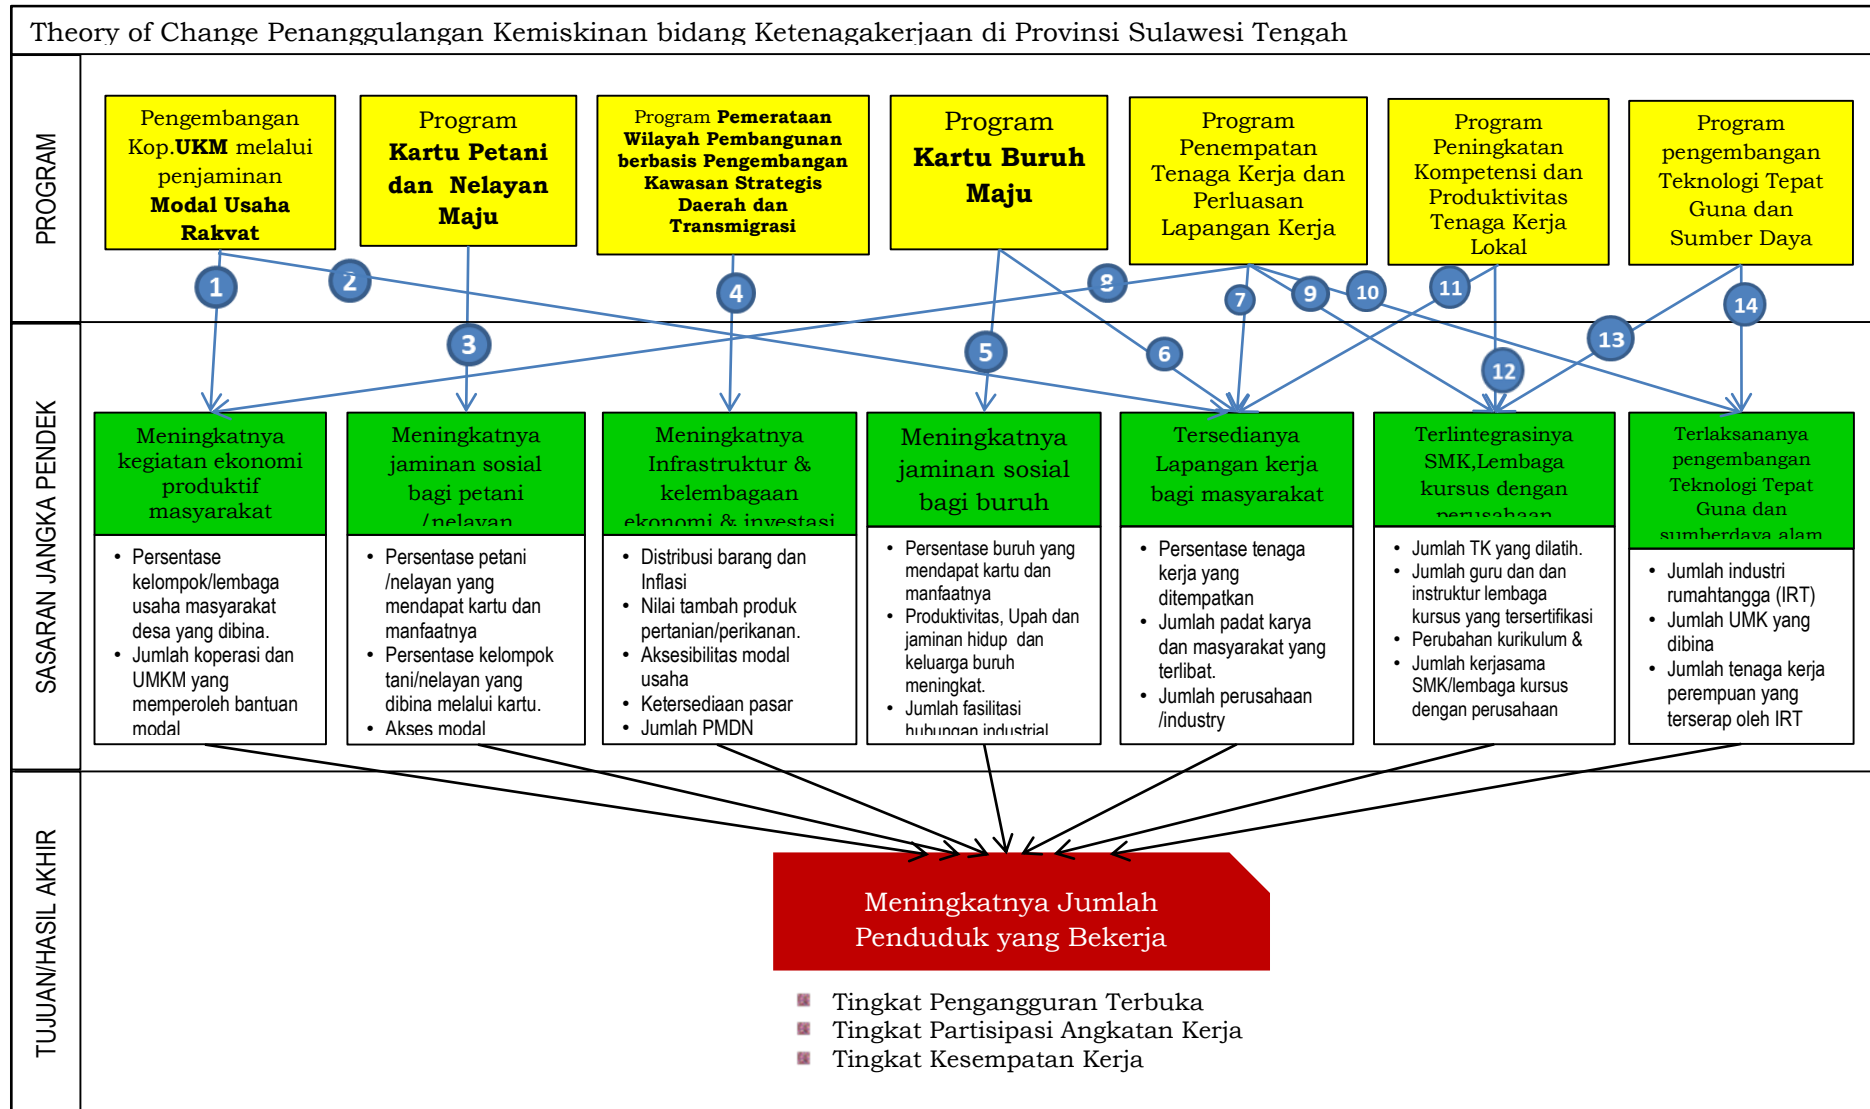 Theory of Change Penanggulangan Kemiskinan bidang Ketenagakerjaan di Provinsi Sulawesi Tengah
PROGRAM
Pengembangan
Kop.UKM melalui
penjaminan
Modal Usaha
Rakyat
Program
Kartu Petani
dan Nelayan
Maju
Program Pemerataan
Wilayah Pembangunan
berbasis Pengembangan
Kawasan Strategis
Daerah dan
Transmigrasi
Program
Kartu Buruh
Maju
Program
Penempatan
Tenaga Kerja dan
Perluasan
Lapangan Kerja
Program
Peningkatan
Kompetensi dan
Produktivitas
Tenaga Kerja
Lokal
Program
pengembangan
Teknologi Tepat
Guna dan
Sumber Daya
1
2
3
4
5
6
7
8
9
10
11
12
13
14
SASARAN JANGKA PENDEK
Meningkatnya
kegiatan ekonomi
produktif
masyarakat
• Persentase
kelompok/lembaga
usaha masyarakat
desa yang dibina.
• Jumlah koperasi dan
UMKM yang
memperoleh bantuan
modal
Meningkatnya
jaminan sosial
bagi petani
/nelayan
• Persentase petani
/nelayan yang
mendapat kartu dan
manfaatnya
• Persentase kelompok
tani/nelayan yang
dibina melalui kartu.
• Akses modal
Meningkatnya
Infrastruktur &
kelembagaan
ekonomi & investasi
• Distribusi barang dan
Inflasi
• Nilai tambah produk
pertanian/perikanan.
• Aksesibilitas modal
usaha
• Ketersediaan pasar
• Jumlah PMDN
Meningkatnya
jaminan sosial
bagi buruh
• Persentase buruh yang
mendapat kartu dan
manfaatnya
• Produktivitas, Upah dan
jaminan hidup dan
keluarga buruh
meningkat.
• Jumlah fasilitasi
hubungan industrial
Tersedianya
Lapangan kerja
bagi masyarakat
• Persentase tenaga
kerja yang
ditempatkan
• Jumlah padat karya
dan masyarakat yang
terlibat.
• Jumlah perusahaan
/industry
Terlintegrasinya
SMK,Lembaga
kursus dengan
perusahaan
• Jumlah TK yang dilatih.
• Jumlah guru dan dan
instruktur lembaga
kursus yang tersertifikasi
• Perubahan kurikulum &
• Jumlah kerjasama
SMK/lembaga kursus
dengan perusahaan
Terlaksananya
pengembangan
Teknologi Tepat
Guna dan
sumberdaya alam
• Jumlah industri
rumahtangga (IRT)
• Jumlah UMK yang
dibina
• Jumlah tenaga kerja
perempuan yang
terserap oleh IRT
TUJUAN/HASIL AKHIR
Meningkatnya Jumlah
Penduduk yang Bekerja
Tingkat Pengangguran Terbuka
Tingkat Partisipasi Angkatan Kerja
Tingkat Kesempatan Kerja